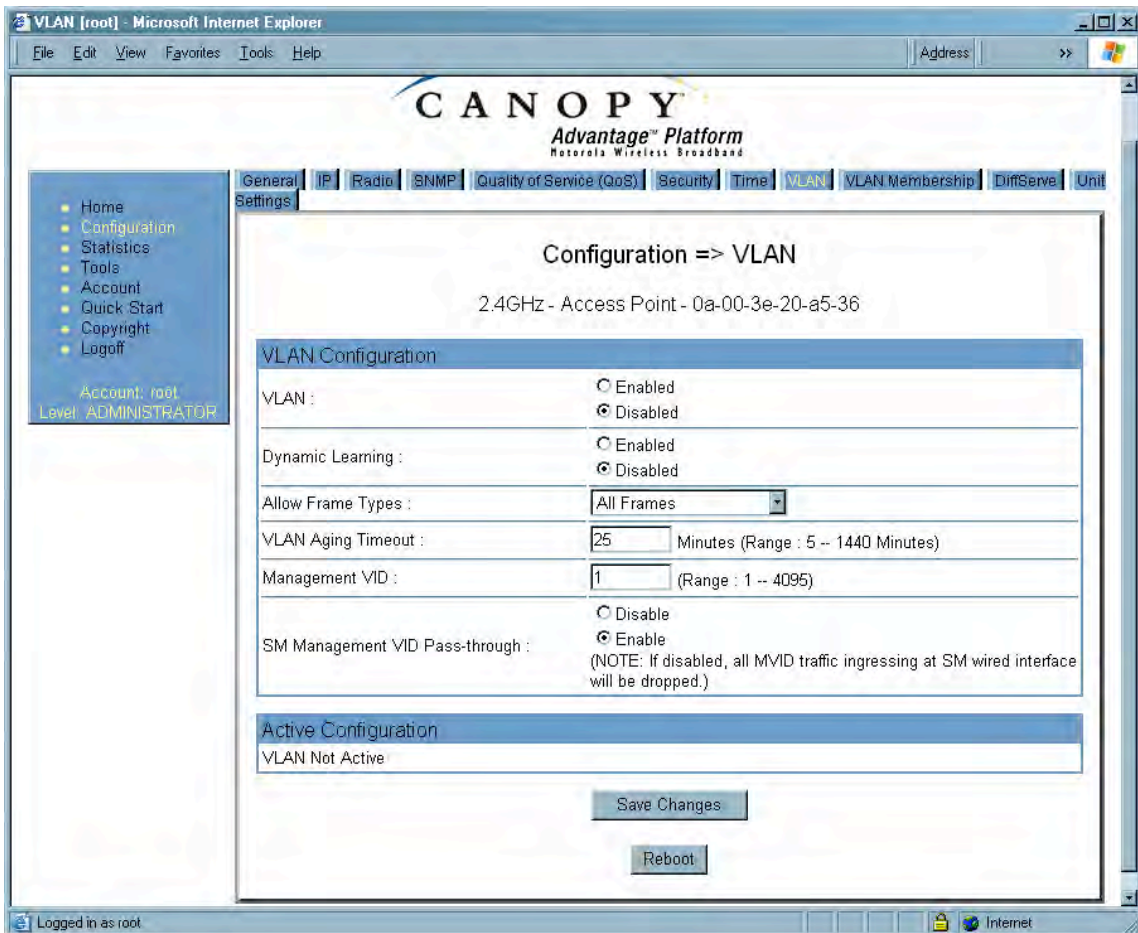 VLAN [root] - Microsoft Internet Explorer
File Edit View Favorites Tools Help Address »
CANOPY
Advantage™ Platform
Motorola Wireless Broadband
General IP Radio SNMP Quality of Service (QoS) Security Time VLAN VLAN Membership DiffServe Unit
Settings
Home
Configuration
Statistics
Tools
Account
Quick Start
Copyright
Logoff
Account: root
Level: ADMINISTRATOR
Configuration => VLAN
2.4GHz - Access Point - 0a-00-3e-20-a5-36
VLAN Configuration
VLAN :
Enabled
Disabled
Dynamic Learning :
Enabled
Disabled
Allow Frame Types : All Frames
VLAN Aging Timeout : 25 Minutes (Range : 5 -- 1440 Minutes)
Management VID : 1 (Range : 1 -- 4095)
SM Management VID Pass-through :
Disable
Enable
(NOTE: If disabled, all MVID traffic ingressing at SM wired interface
will be dropped.)
Active Configuration
VLAN Not Active
Save Changes
Reboot
Logged in as root Internet